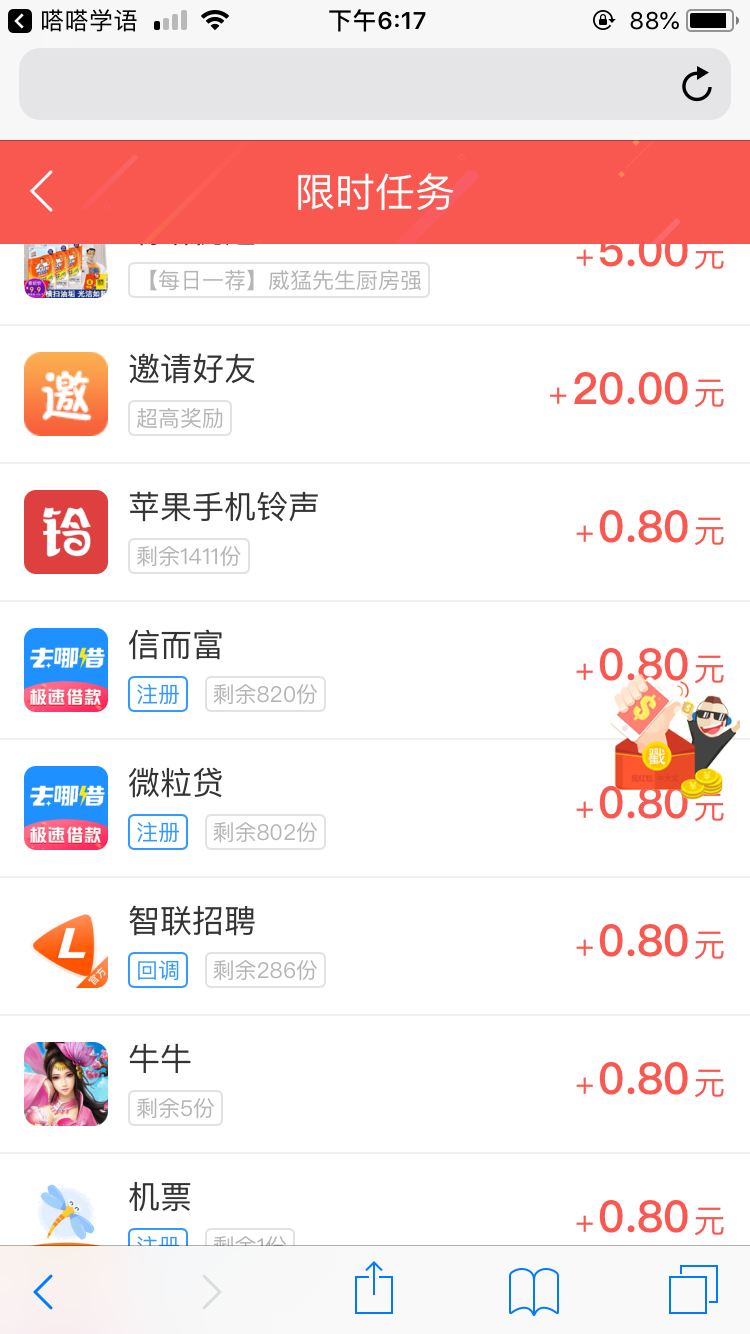 嗒嗒学语
下午6:17
88%
限时任务
+5.00元
【每日一荐】威猛先生厨房强
邀
邀请好友
超高奖励
+20.00元
铃
苹果手机铃声
剩余1411份
+0.80元
去哪借
极速借款
信而富
注册
剩余820份
+0.80元
戳
去哪借
极速借款
微粒贷
注册
剩余802份
+0.80元
L
官方
智联招聘
回调
剩余286份
+0.80元
牛牛
剩余5份
+0.80元
机票
注册
剩余1份
+0.80元